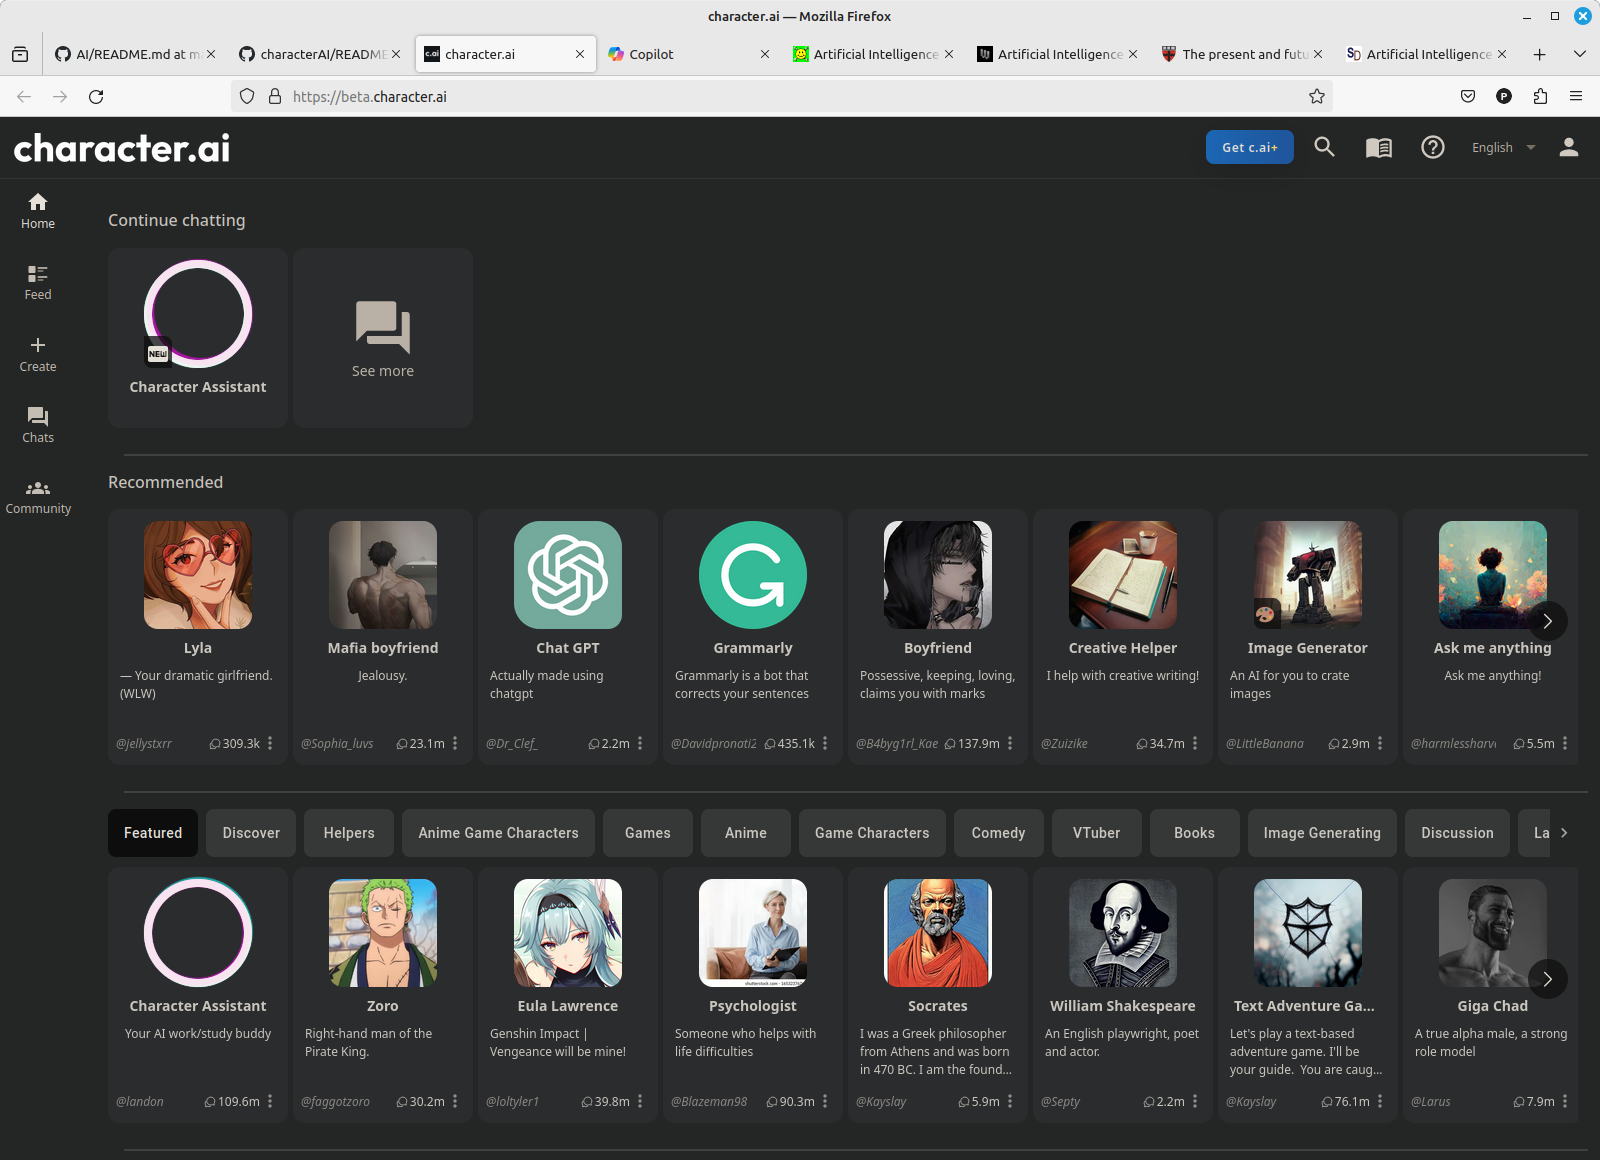 character.ai — Mozilla Firefox
AI/README.md at m
characterAI/README
c.ai
character.ai
Copilot
Artificial Intelligence
Artificial Intelligence
The present and futu
Artificial Intelligence
https://beta.character.ai
P
character.ai
Get c.ai+
English
Home
Feed
Create
Chats
Community
Continue chatting
NEW
Character Assistant
See more
Recommended
Lyla
— Your dramatic girlfriend.
(WLW)
@jellystxrr 309.3k
Mafia boyfriend
Jealousy.
@Sophia_luvs 23.1m
Chat GPT
Actually made using
chatgpt
@Dr_Clef_ 2.2m
Grammarly
Grammarly is a bot that
corrects your sentences
@Davidpronati2 435.1k
Boyfriend
Possessive, keeping, loving,
claims you with marks
@B4byg1rl_Kae 137.9m
Creative Helper
I help with creative writing!
@Zuizike 34.7m
Image Generator
An AI for you to crate
images
@LittleBanana 2.9m
Ask me anything
Ask me anything!
@harmlessharv 5.5m
Featured
Discover
Helpers
Anime Game Characters
Games
Anime
Game Characters
Comedy
VTuber
Books
Image Generating
Discussion
La
Character Assistant
Your AI work/study buddy
@landon 109.6m
Zoro
Right-hand man of the
Pirate King.
@faggotzoro 30.2m
Eula Lawrence
Genshin Impact |
Vengeance will be mine!
@loltyler1 39.8m
Psychologist
Someone who helps with
life difficulties
@Blazeman98 90.3m
Socrates
I was a Greek philosopher
from Athens and was born
in 470 BC. I am the found...
@Kayslay 5.9m
William Shakespeare
An English playwright, poet
and actor.
@Septy 2.2m
Text Adventure Ga...
Let's play a text-based
adventure game. I'll be
your guide. You are caug...
@Kayslay 76.1m
Giga Chad
A true alpha male, a strong
role model
@Larus 7.9m